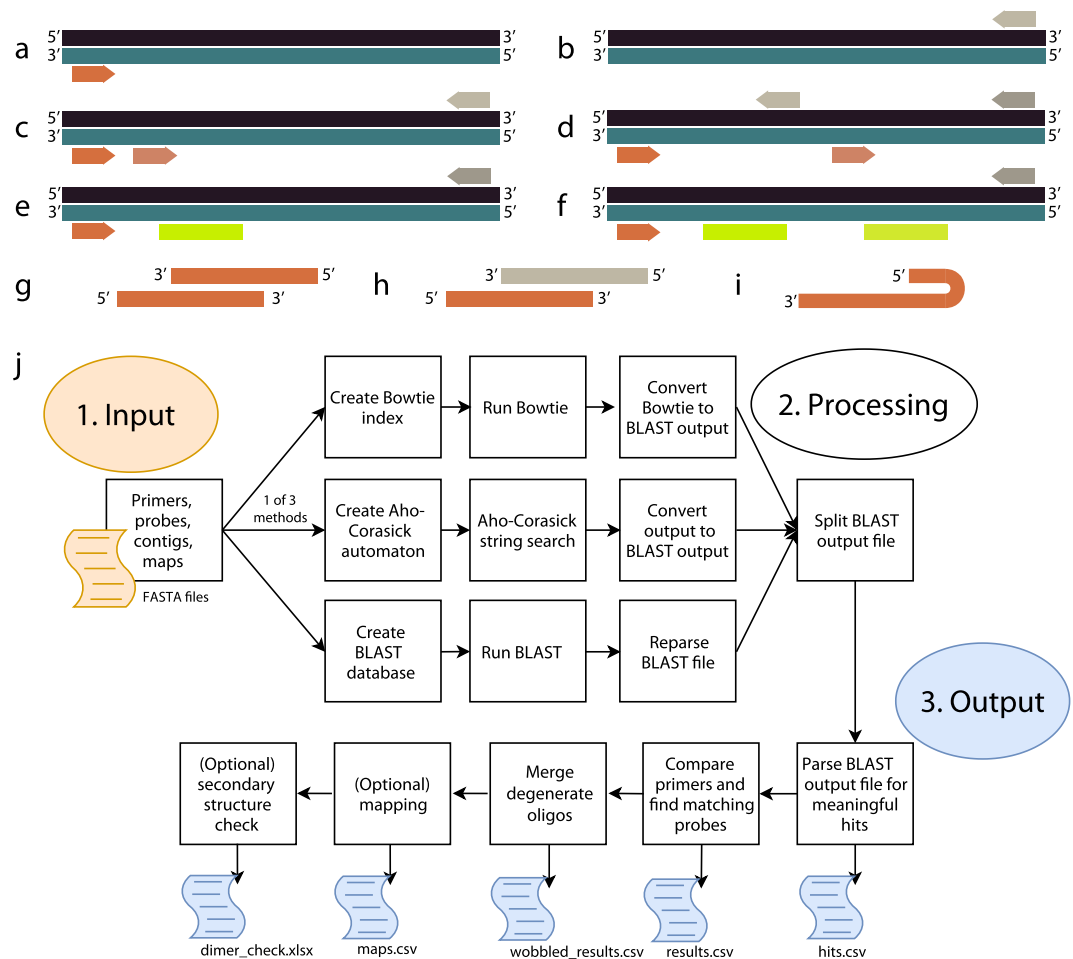 a
5′
3′
3′
b
5′
3′
3′
5′
c
5′
3′
3′
5′
d
5′
3′
3′
5′
e
5′
3′
3′
5′
f
5′
3′
3′
5′
g
3′
5′
5′
3′
h
3′
5′
5′
3′
i
5′
3′
j
1. Input
2. Processing
3. Output
Primers,
probes,
contigs,
maps
FASTA files
1 of 3
methods
Create Bowtie
index
Run Bowtie
Convert
Bowtie to
BLAST output
Create Aho-
Corasick
automaton
Aho-Corasick
string search
Convert
output to
BLAST output
Create
BLAST
database
Run BLAST
Reparse
BLAST file
Split BLAST
output file
Parse BLAST
output file for
meaningful
hits
Compare
primers and
find matching
probes
Merge
degenerate
oligos
(Optional)
mapping
(Optional)
secondary
structure
check
dimer_check.xlsx
maps.csv
wobbled_results.csv
results.csv
hits.csv